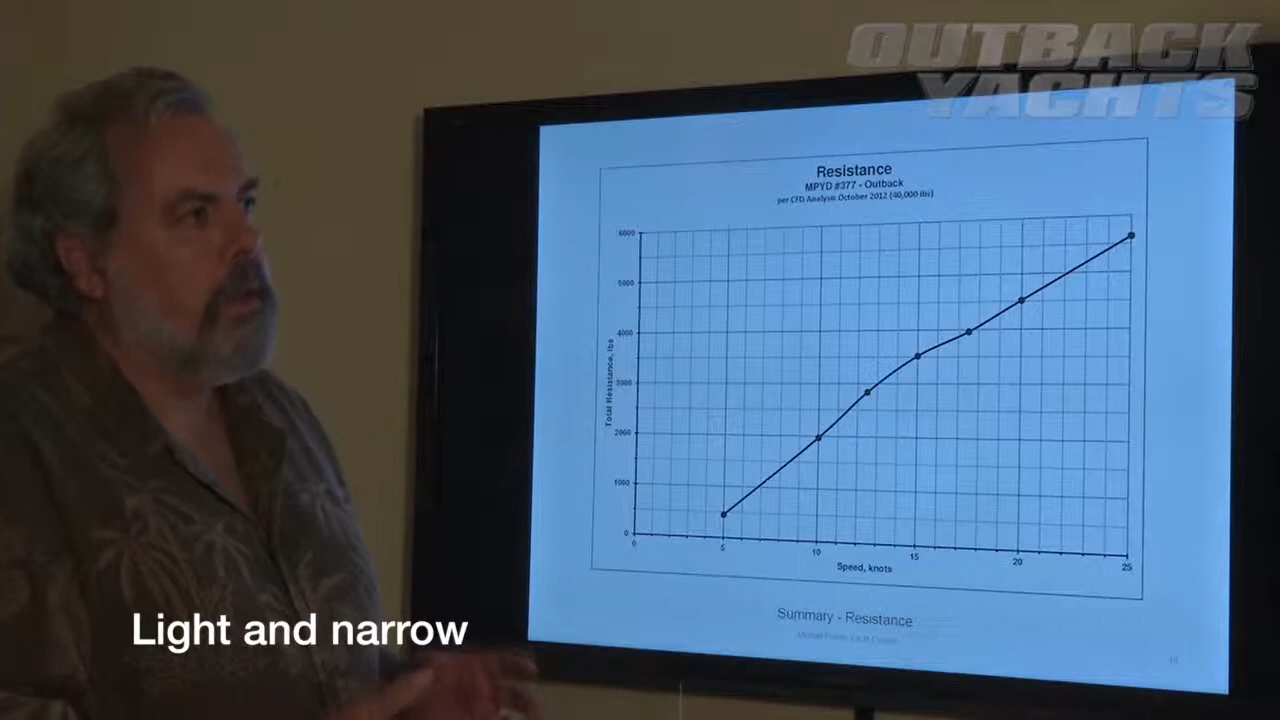 OUTBACK
YACHTS
Resistance
MPYD #377 - Outback
per CFD Analysis October 2012 (40,000 lbs)
6000
5000
4000
3000
2000
1000
0
Total Resistance, lbs
0
5
10
15
20
25
Speed, knots
Summary - Resistance
Light and narrow